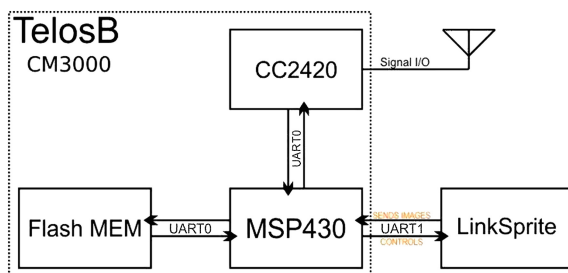 TelosB
CM3000
CC2420
Signal I/O
UART0
Flash MEM
UART0
MSP430
SENDS IMAGES
UART1
CONTROLS
LinkSprite